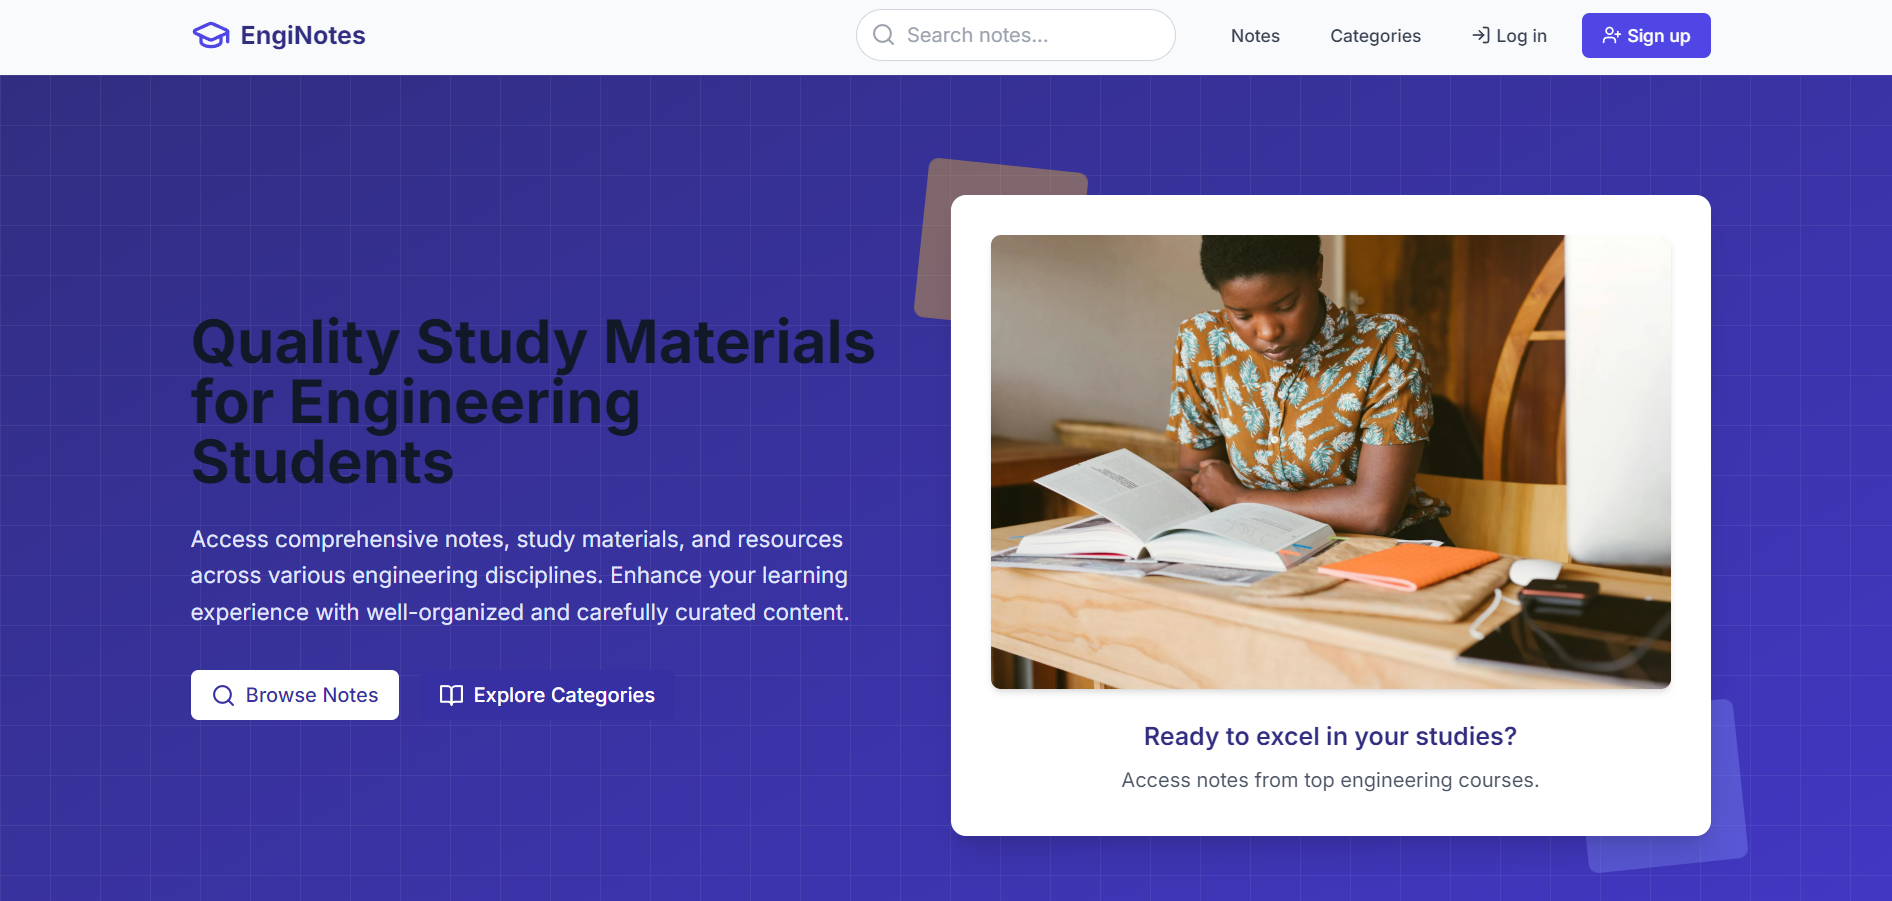 EngiNotes
Search notes...
Notes
Categories
Log in
Sign up
Quality Study Materials
for Engineering
Students
Access comprehensive notes, study materials, and resources
across various engineering disciplines. Enhance your learning
experience with well-organized and carefully curated content.
Browse Notes
Explore Categories
Ready to excel in your studies?
Access notes from top engineering courses.